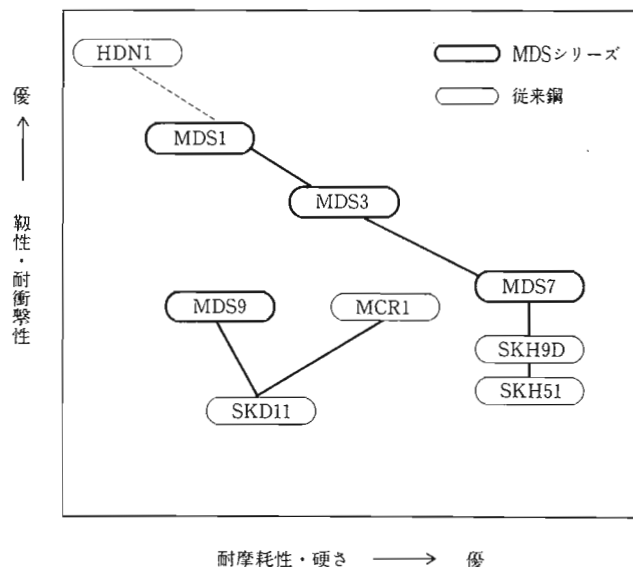 HDN1
MDSシリーズ
従来鋼
MDS1
MDS3
MDS7
MDS9
MCR1
SKH9D
SKH51
SKD11
優
靱性・耐衝撃性
耐摩耗性・硬さ → 優